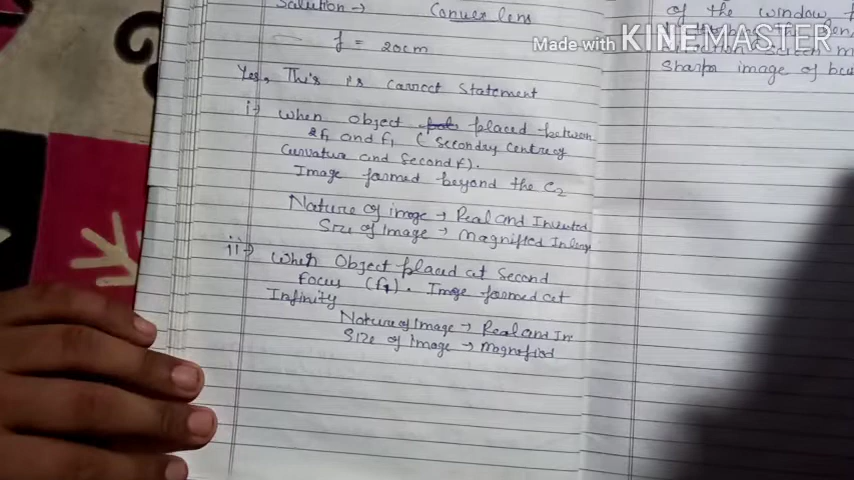 Solution → Convex lens
f = 20cm
Yes, This is correct Statement
i→ When object placed between
2f1 and f1 (Secondry Centre of
Curvature and Second f).
Image formed beyond the C2
Nature of image → Real and Inverted
Size of image → Magnified
ii→ When Object placed at Second
focus (f1). Image formed at
Infinity
Nature of Image → Real and In
Size of image → Magnified
of the window
Made with KINEMASTER
Sharp image of